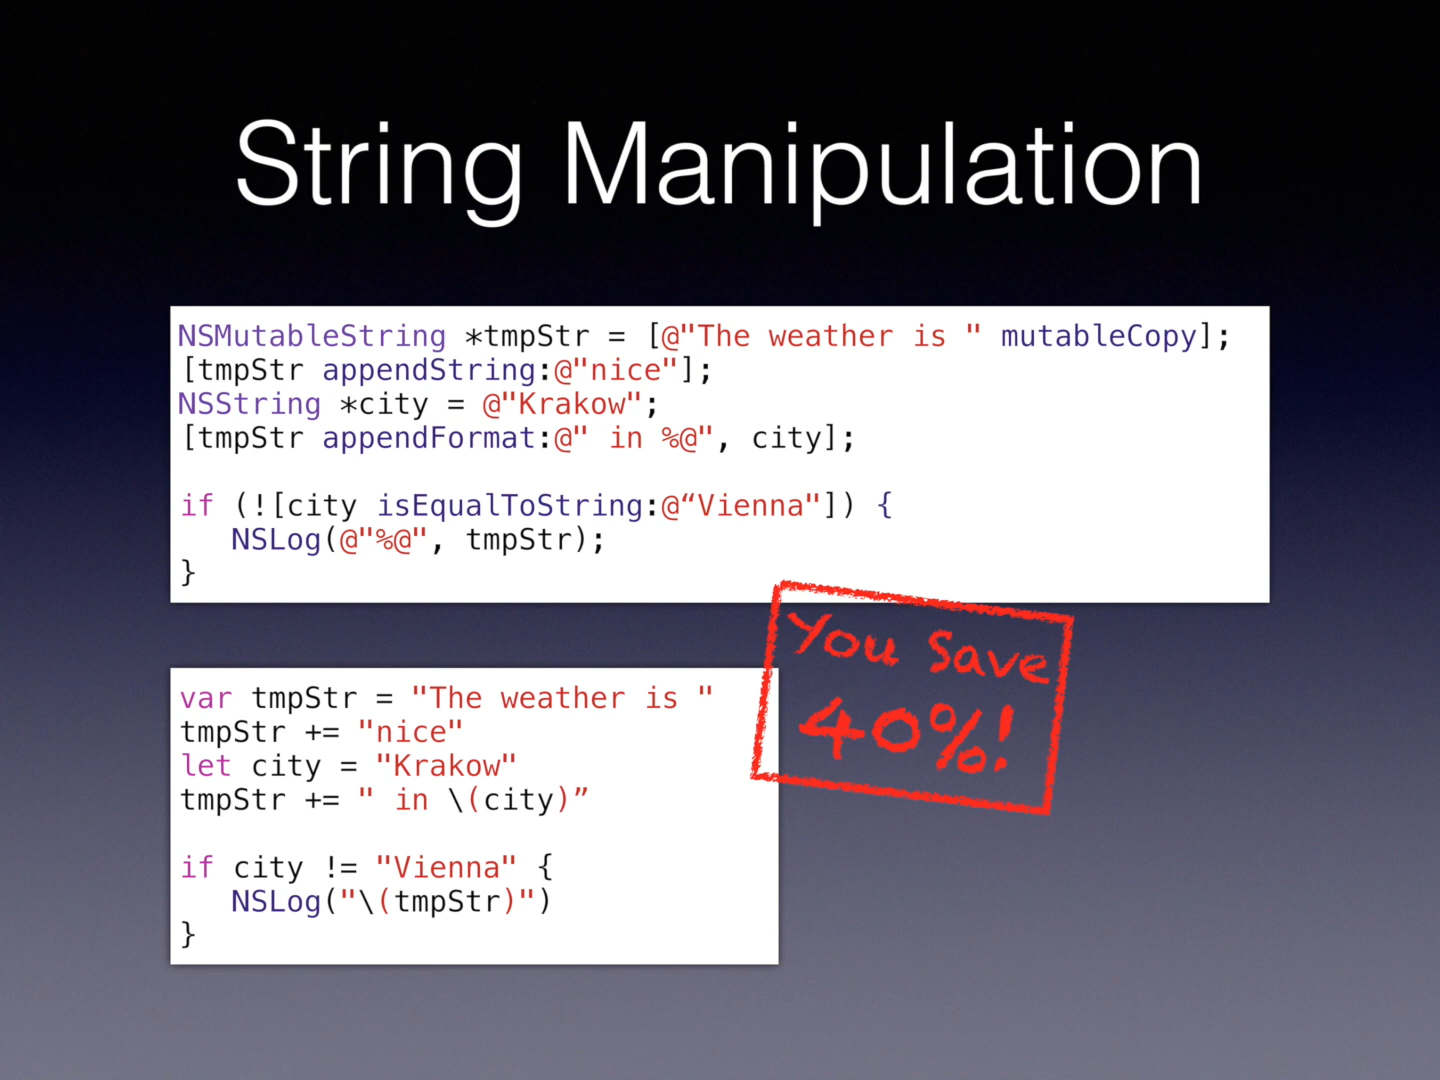 String Manipulation
NSMutableString *tmpStr = [@"The weather is " mutableCopy];
[tmpStr appendString:@"nice"];
NSString *city = @"Krakow";
[tmpStr appendFormat:@" in %@", city];
if (![city isEqualToString:@“Vienna"]) {
NSLog(@"%@", tmpStr);
}
You Save
40%!
var tmpStr = "The weather is "
tmpStr += "nice"
let city = "Krakow"
tmpStr += " in \(city)”
if city != "Vienna" {
NSLog("\(tmpStr)")
}